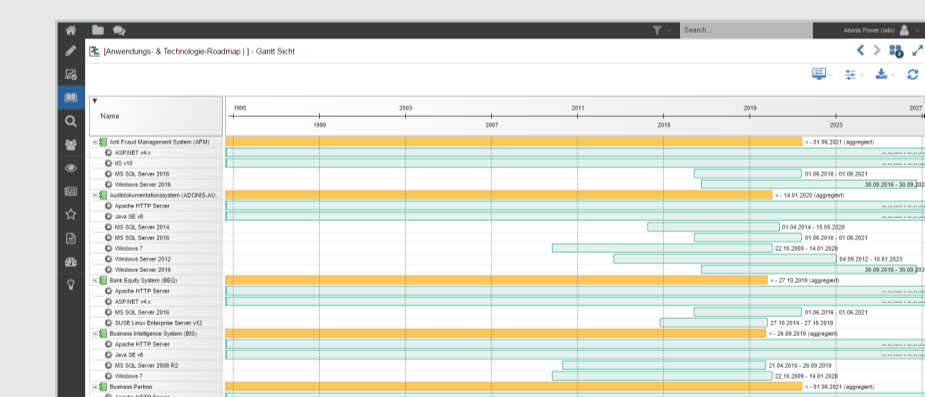 Search...
Adonis Power (ado)
[Anwendungs- & Technologie-Roadmap | ] - Gantt Sicht
Name
1995 2003 2011 2019 2027
1999 2007 2015 2023
Anti Fraud Management System (AFM) < - 01.06.2021 (aggregiert)
ASP.NET v4.x
IIS v10
MS SQL Server 2016 01.06.2016 - 01.06.2021
Windows Server 2016 30.09.2016 - 30.09.202
Auditdokumentationssystem (ADONIS-AU... < - 14.01.2020 (aggregiert)
Apache HTTP Server
Java SE v8
MS SQL Server 2014 01.04.2014 - 15.05.2020
MS SQL Server 2016 01.06.2016 - 01.06.2021
Windows 7 22.10.2009 - 14.01.2020
Windows Server 2012 04.09.2012 - 10.01.2023
Windows Server 2016 30.09.2016 - 30.09.202
Bank Equity System (BEQ) < - 27.10.2019 (aggregiert)
Apache HTTP Server
ASP.NET v4.x
MS SQL Server 2016 01.06.2016 - 01.06.2021
SUSE Linux Enterprise Server v12 27.10.2014 - 27.10.2019
Business Intelligence System (BIS) < - 26.09.2019 (aggregiert)
Apache HTTP Server
Java SE v6
MS SQL Server 2008 R2 21.04.2010 - 26.09.2019
Windows 7 22.10.2009 - 14.01.2020
Business Partner < - 01.06.2021 (aggregiert)
Apache HTTP Server